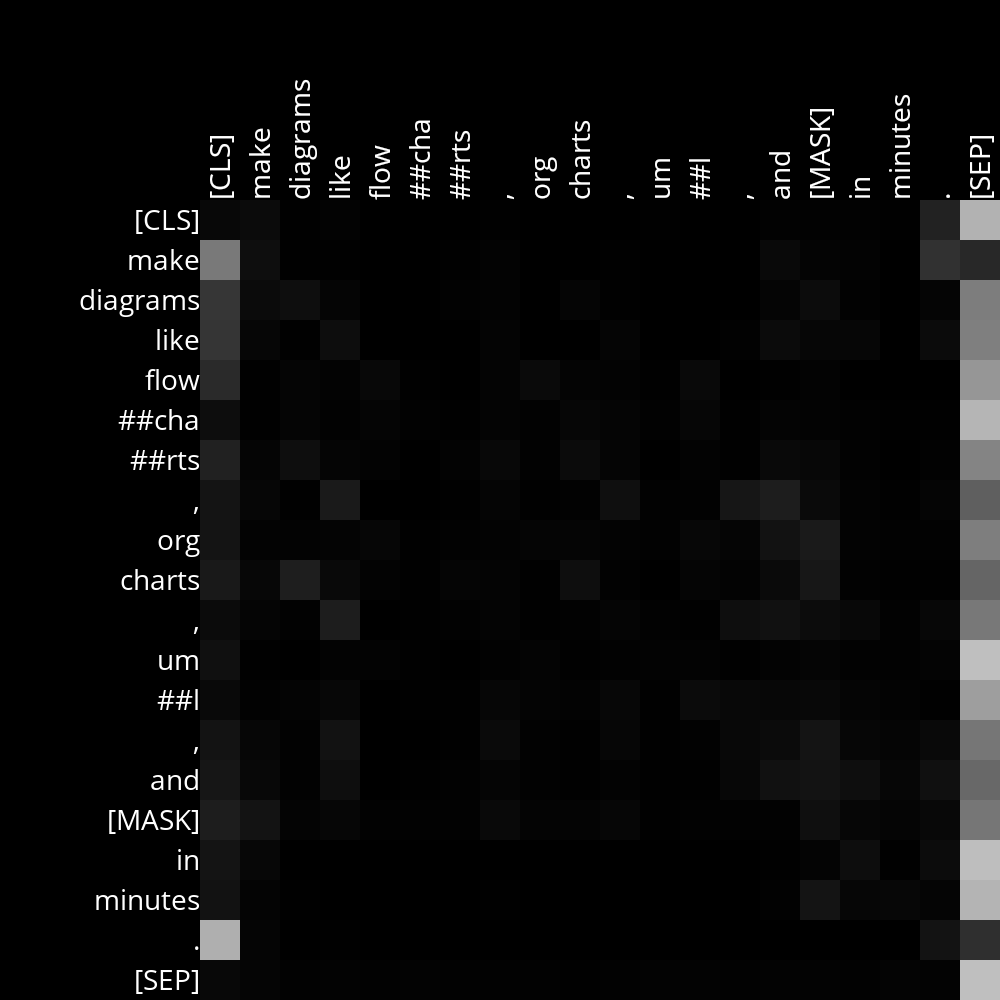 [CLS] make diagrams like flow ##cha ##rts , org charts , um ##l , and [MASK] in minutes . [SEP]
[CLS]
make
diagrams
like
flow
##cha
##rts
,
org
charts
,
um
##l
,
and
[MASK]
in
minutes
.
[SEP]